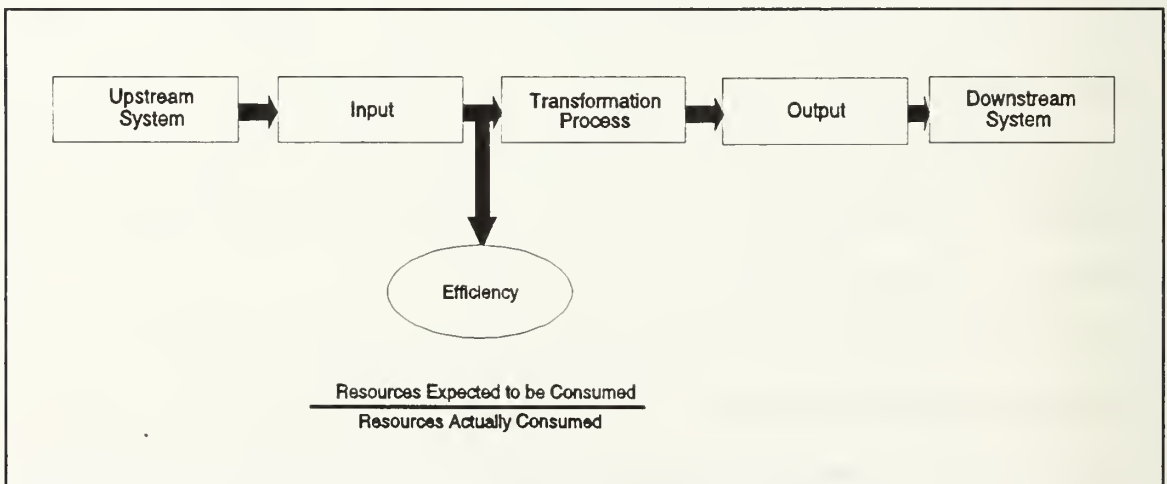 Upstream
System
Input
Transformation
Process
Output
Downstream
System
Efficiency
Resources Expected to be Consumed
Resources Actually Consumed